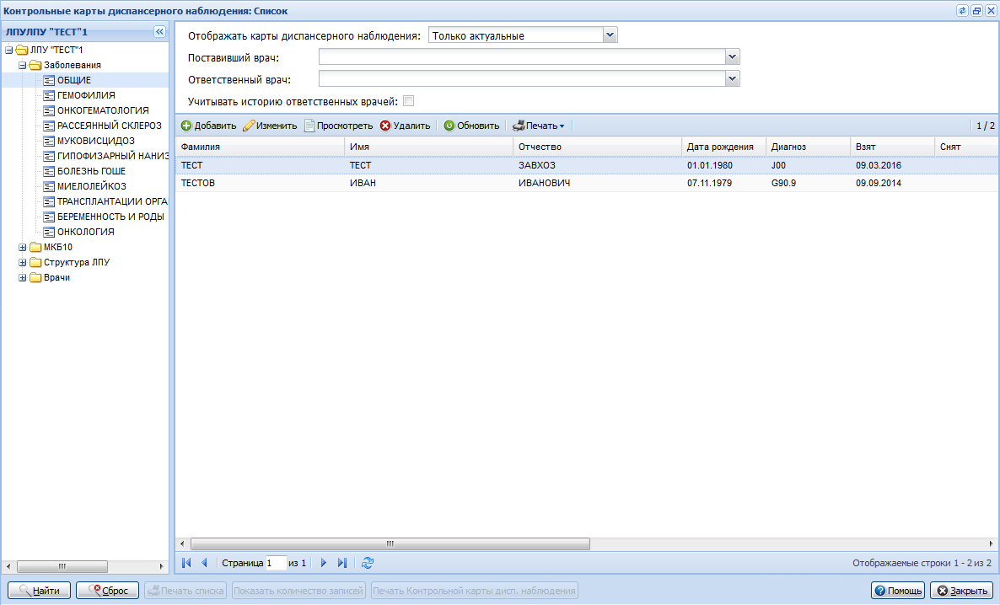 Контрольные карты диспансерного наблюдения: Список
ЛПУЛПУ "ТЕСТ"1
ЛПУ "ТЕСТ"1
Заболевания
ОБЩИЕ
ГЕМОФИЛИЯ
ОНКОГЕМАТОЛОГИЯ
РАССЕЯННЫЙ СКЛЕРОЗ
МУКОВИСЦИДОЗ
ГИПОФИЗАРНЫЙ НАНИЗ
БОЛЕЗНЬ ГОШЕ
МИЕЛОЛЕЙКОЗ
ТРАНСПЛАНТАЦИИ ОРГА
БЕРЕМЕННОСТЬ И РОДЫ
ОНКОЛОГИЯ
МКБ10
Структура ЛПУ
Врачи
Отображать карты диспансерного наблюдения: Только актуальные
Поставивший врач:
Ответственный врач:
Учитывать историю ответственных врачей:
Добавить Изменить Просмотреть Удалить Обновить Печать 1 / 2
Фамилия Имя Отчество Дата рождения Диагноз Взят Снят
ТЕСТ ТЕСТ ЗАВХОЗ 01.01.1980 J00 09.03.2016
ТЕСТОВ ИВАН ИВАНОВИЧ 07.11.1979 G90.9 09.09.2014
Страница 1 из 1 Отображаемые строки 1 - 2 из 2
Найти Сброс Печать списка Показать количество записей Печать Контрольной карты дисп. наблюдения Помощь Закрыть